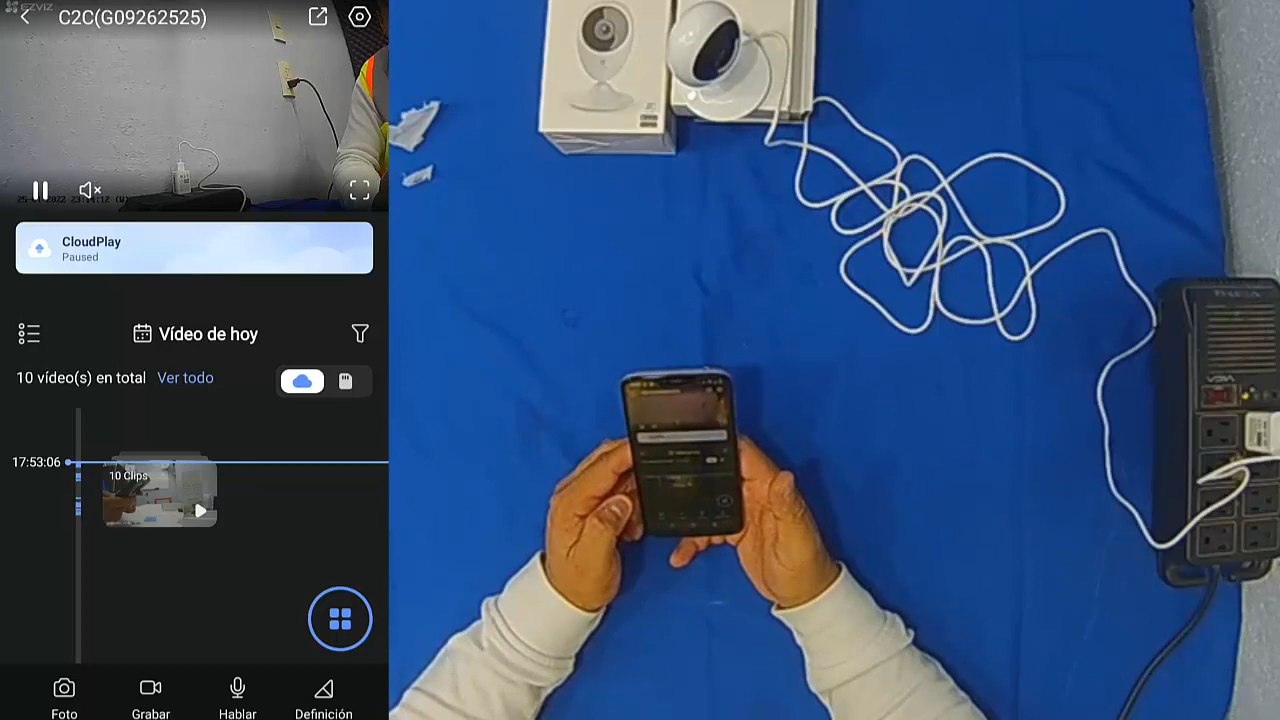 EZVIZ
C2C(G09262525)
CloudPlay
Paused
Vídeo de hoy
10 vídeo(s) en total Ver todo
17:53:06
10 Clips
Foto
Grabar
Hablar
Definición